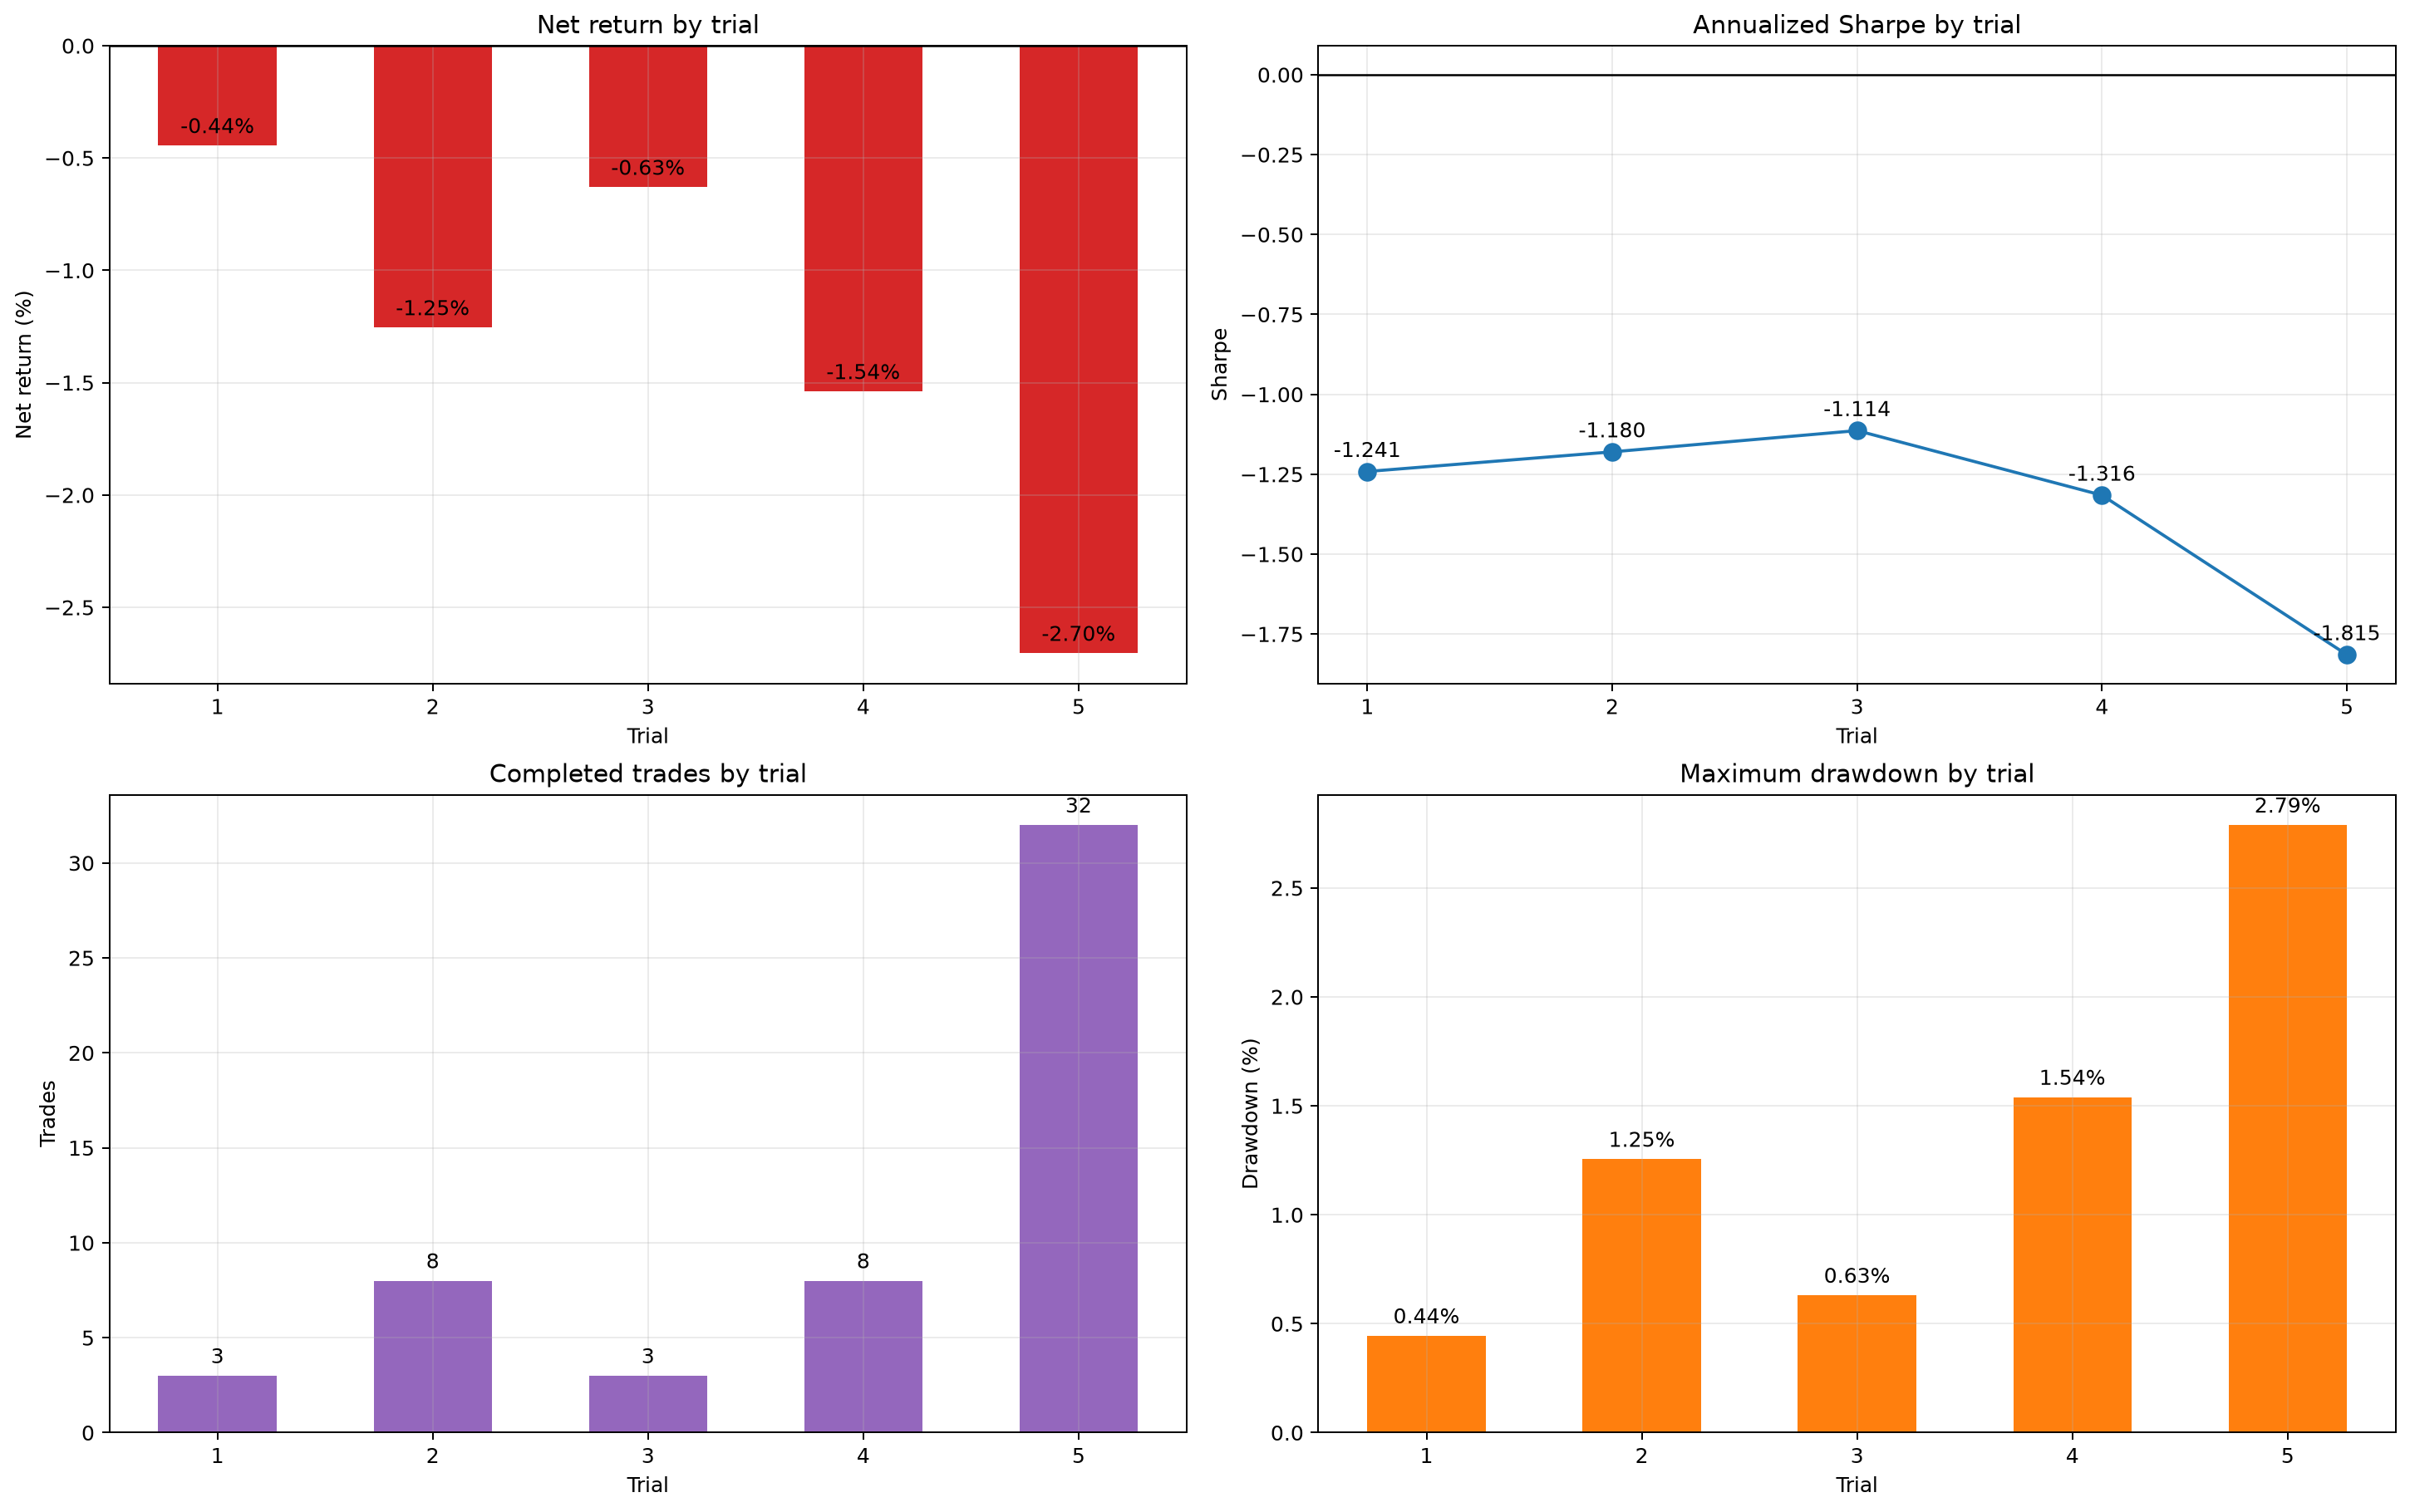 Net return by trial
Net return (%)
0.0
−0.5
−1.0
−1.5
−2.0
−2.5
-0.44%
-1.25%
-0.63%
-1.54%
-2.70%
1 2 3 4 5
Trial
Annualized Sharpe by trial
Sharpe
0.00
−0.25
−0.50
−0.75
−1.00
−1.25
−1.50
−1.75
-1.241
-1.180
-1.114
-1.316
-1.815
1 2 3 4 5
Trial
Completed trades by trial
Trades
30
25
20
15
10
5
0
3
8
3
8
32
1 2 3 4 5
Trial
Maximum drawdown by trial
Drawdown (%)
2.5
2.0
1.5
1.0
0.5
0.0
0.44%
1.25%
0.63%
1.54%
2.79%
1 2 3 4 5
Trial